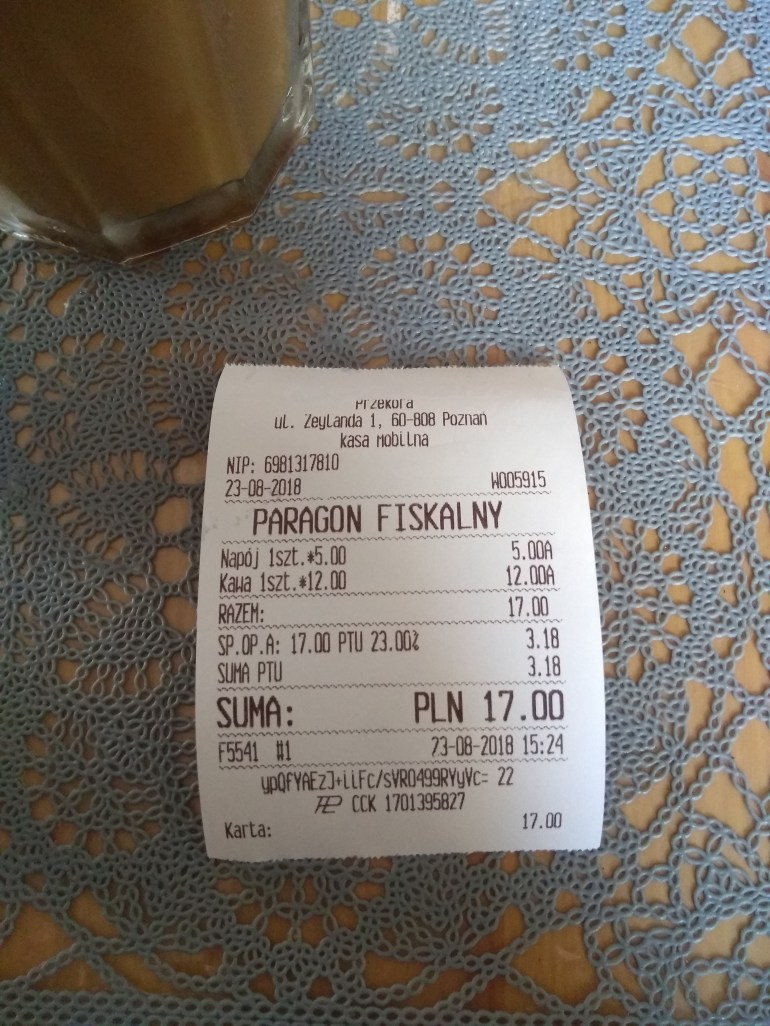 Przekora
ul. Zeylanda 1, 60-808 Poznań
kasa mobilna
NIP: 6981317810
23-08-2018 W005915
PARAGON FISKALNY
Napój 1szt.*5.00 5.00A
Kawa 1szt.*12.00 12.00A
RAZEM: 17.00
SP.OP.A: 17.00 PTU 23.00% 3.18
SUMA PTU 3.18
SUMA: PLN 17.00
F5541 #1 23-08-2018 15:24
ypQfYAEzJ+iiFc/sVRO499RYyVc= 22
CCK 1701395827
Karta: 17.00